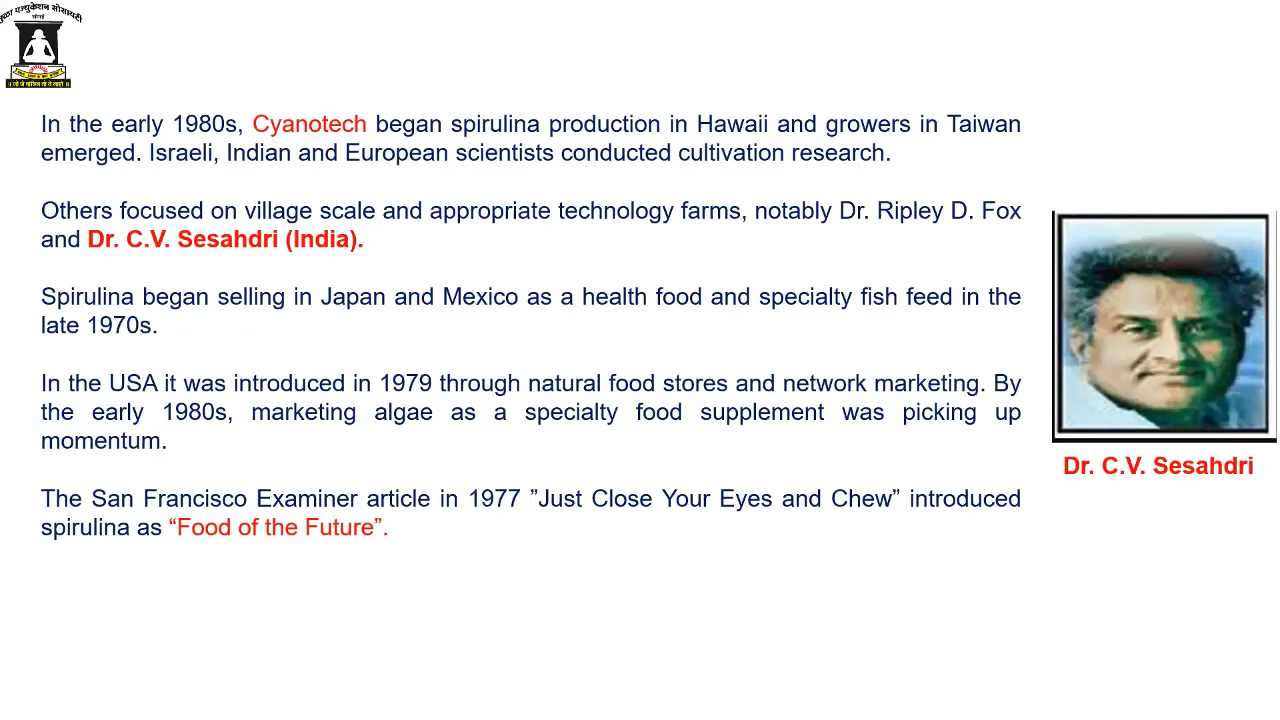 In the early 1980s, Cyanotech began spirulina production in Hawaii and growers in Taiwan
emerged. Israeli, Indian and European scientists conducted cultivation research.
Others focused on village scale and appropriate technology farms, notably Dr. Ripley D. Fox
and Dr. C.V. Sesahdri (India).
Spirulina began selling in Japan and Mexico as a health food and specialty fish feed in the
late 1970s.
In the USA it was introduced in 1979 through natural food stores and network marketing. By
the early 1980s, marketing algae as a specialty food supplement was picking up
momentum.
The San Francisco Examiner article in 1977 ”Just Close Your Eyes and Chew” introduced
spirulina as “Food of the Future”.
Dr. C.V. Sesahdri